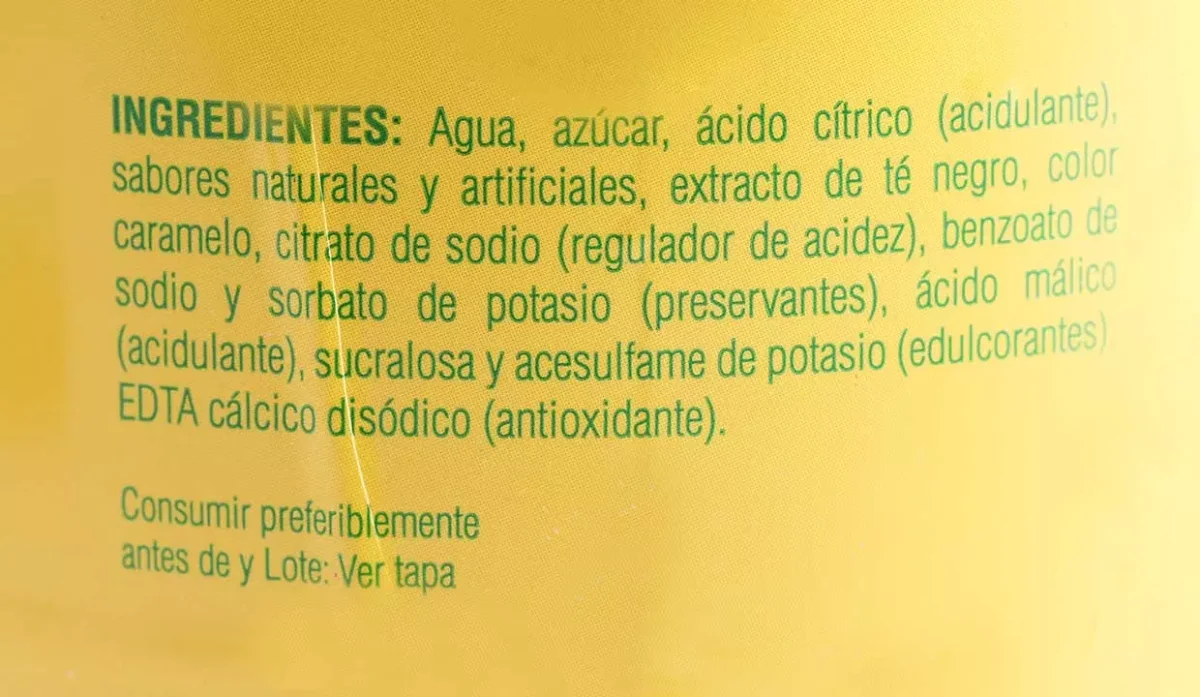 INGREDIENTES: Agua, azúcar, ácido cítrico (acidulante),
sabores naturales y artificiales, extracto de té negro, color
caramelo, citrato de sodio (regulador de acidez), benzoato de
sodio y sorbato de potasio (preservantes), ácido málico
(acidulante), sucralosa y acesulfame de potasio (edulcorantes),
EDTA cálcico disódico (antioxidante).
Consumir preferiblemente
antes de y Lote: Ver tapa